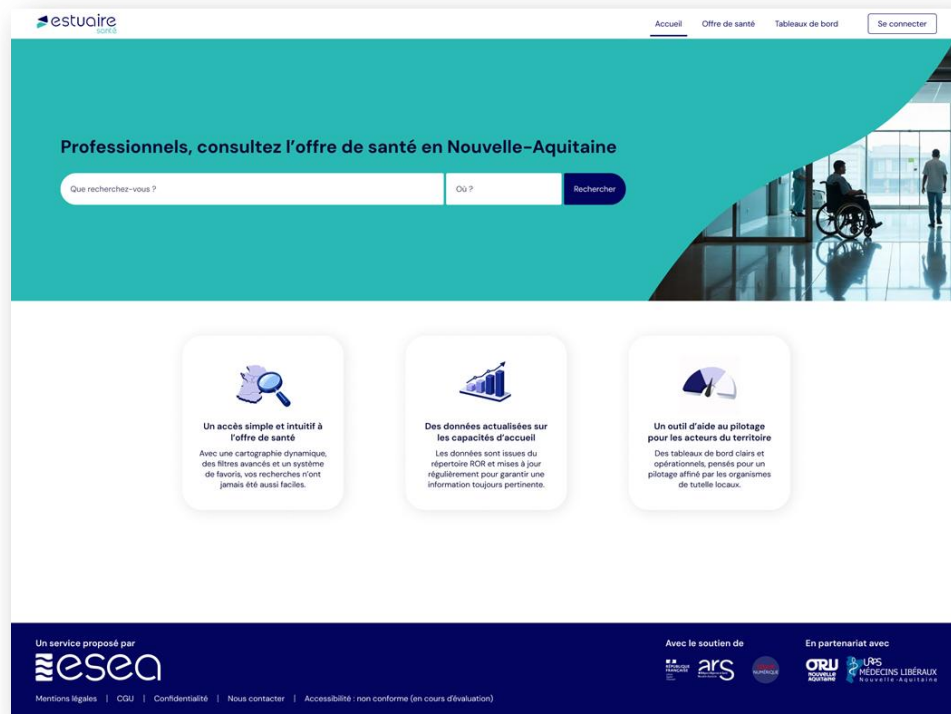 estuaire
santé
Accueil
Offre de santé
Tableaux de bord
Se connecter
Professionnels, consultez l'offre de santé en Nouvelle-Aquitaine
Que recherchez-vous ?
Où ?
Rechercher
Un accès simple et intuitif à
l'offre de santé
Avec une cartographie dynamique,
des filtres avancés et un système
de favoris, vos recherches n'ont
jamais été aussi faciles.
Des données actualisées sur
les capacités d'accueil
Les données sont issues du
répertoire ROR et mises à jour
régulièrement pour garantir une
information toujours pertinente.
Un outil d'aide au pilotage
pour les acteurs du territoire
Des tableaux de bord clairs et
opérationnels, pensés pour un
pilotage affiné par les organismes
de tutelle locaux.
Un service proposé par
esea
Mentions légales | CGU | Confidentialité | Nous contacter | Accessibilité : non conforme (en cours d'évaluation)
Avec le soutien de
RÉPUBLIQUE
FRANÇAISE
ars
NUMÉRIQUE
En partenariat avec
ORU
NOUVELLE
AQUITAINE
URPS
MÉDECINS LIBÉRAUX
Nouvelle-Aquitaine